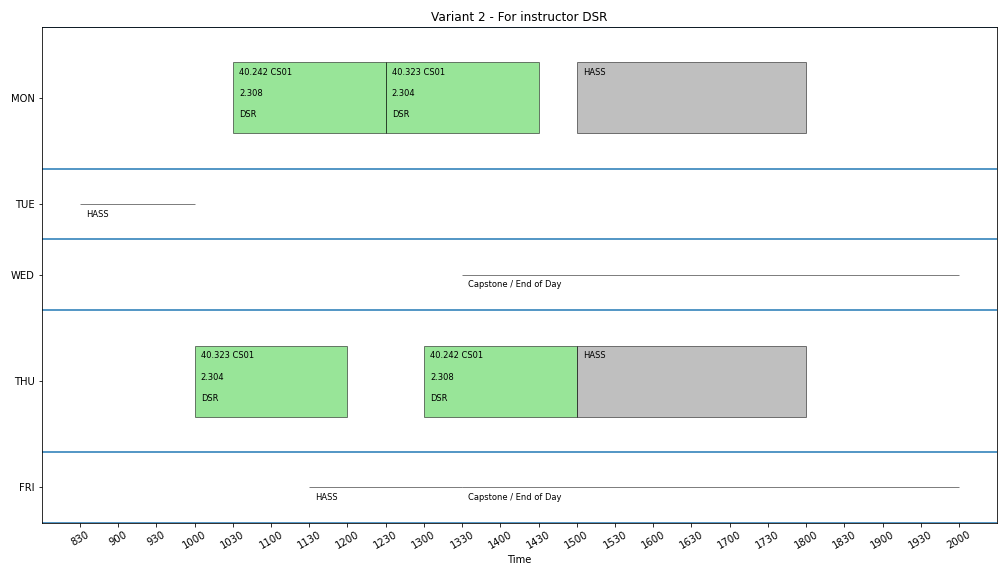 Variant 2 - For instructor DSR
MON
40.242 CS01
2.308
DSR
40.323 CS01
2.304
DSR
HASS
TUE
HASS
WED
Capstone / End of Day
THU
40.323 CS01
2.304
DSR
40.242 CS01
2.308
DSR
HASS
FRI
HASS
Capstone / End of Day
830 900 930 1000 1030 1100 1130 1200 1230 1300 1330 1400 1430 1500 1530 1600 1630 1700 1730 1800 1830 1900 1930 2000
Time